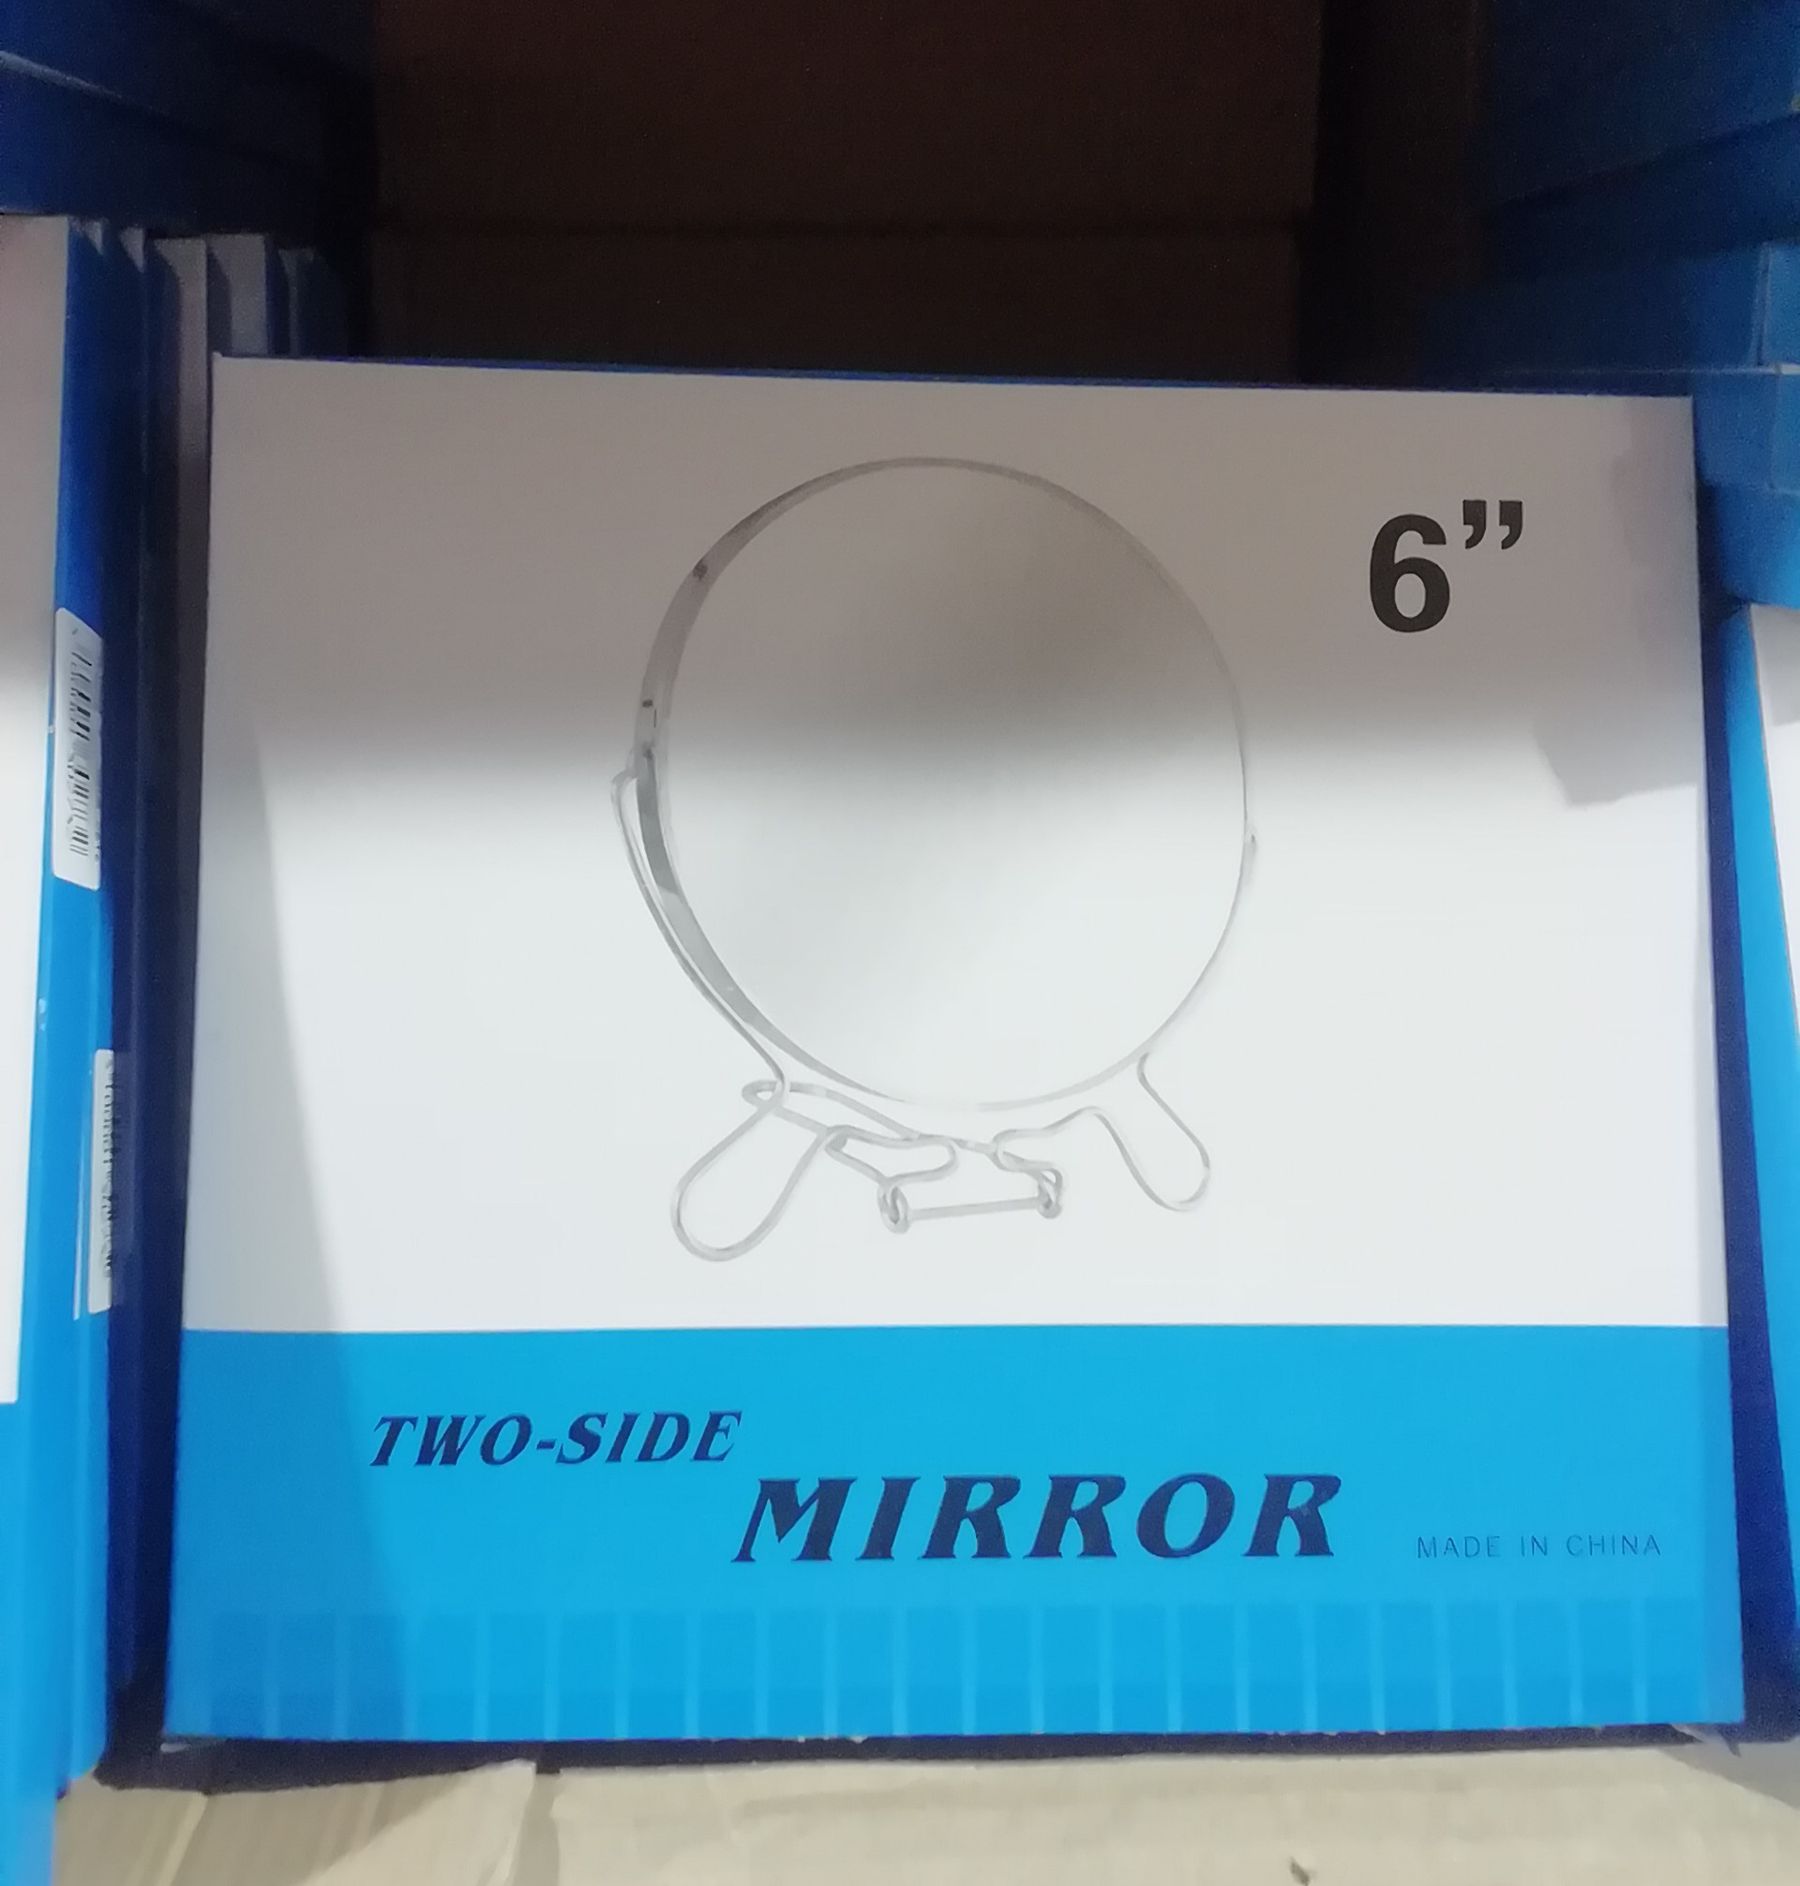 6”
TWO-SIDE
MIRROR
MADE IN CHINA